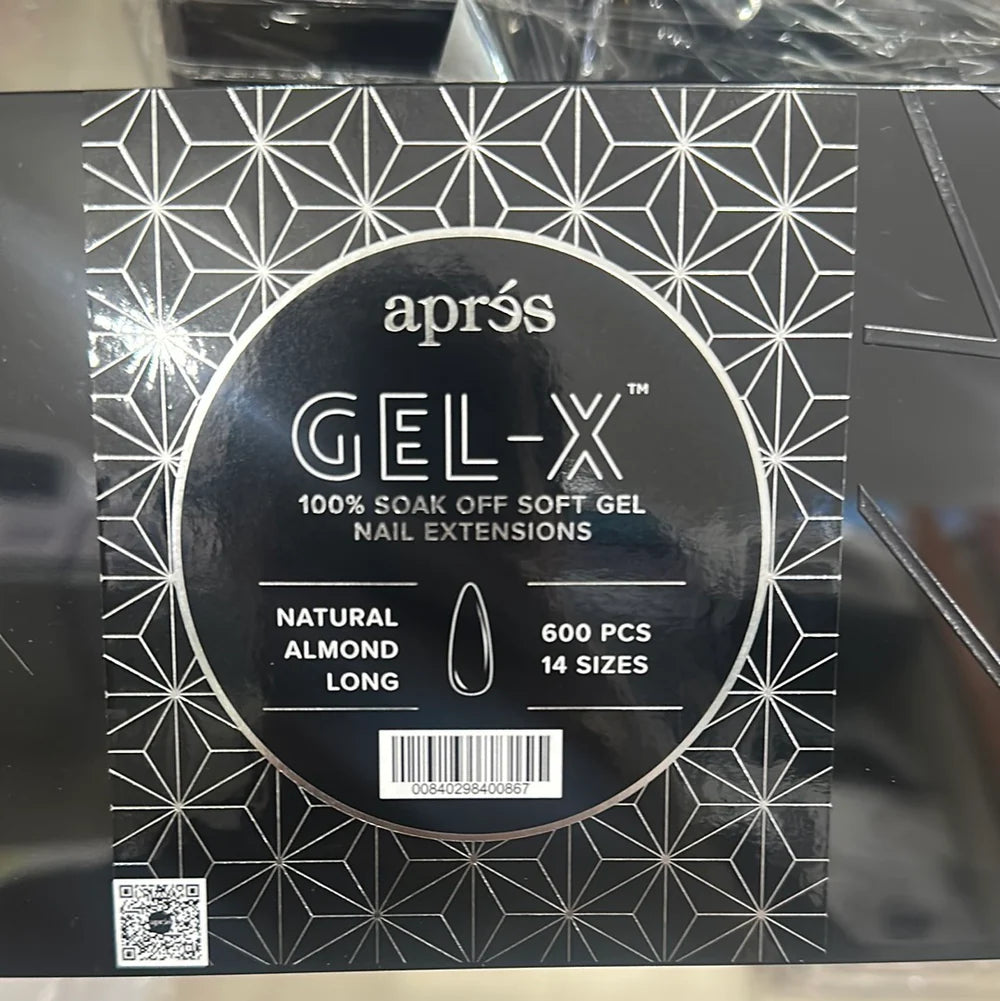 aprés
GEL-X™
100% SOAK OFF SOFT GEL
NAIL EXTENSIONS
NATURAL
ALMOND
LONG
600 PCS
14 SIZES
00840298400867